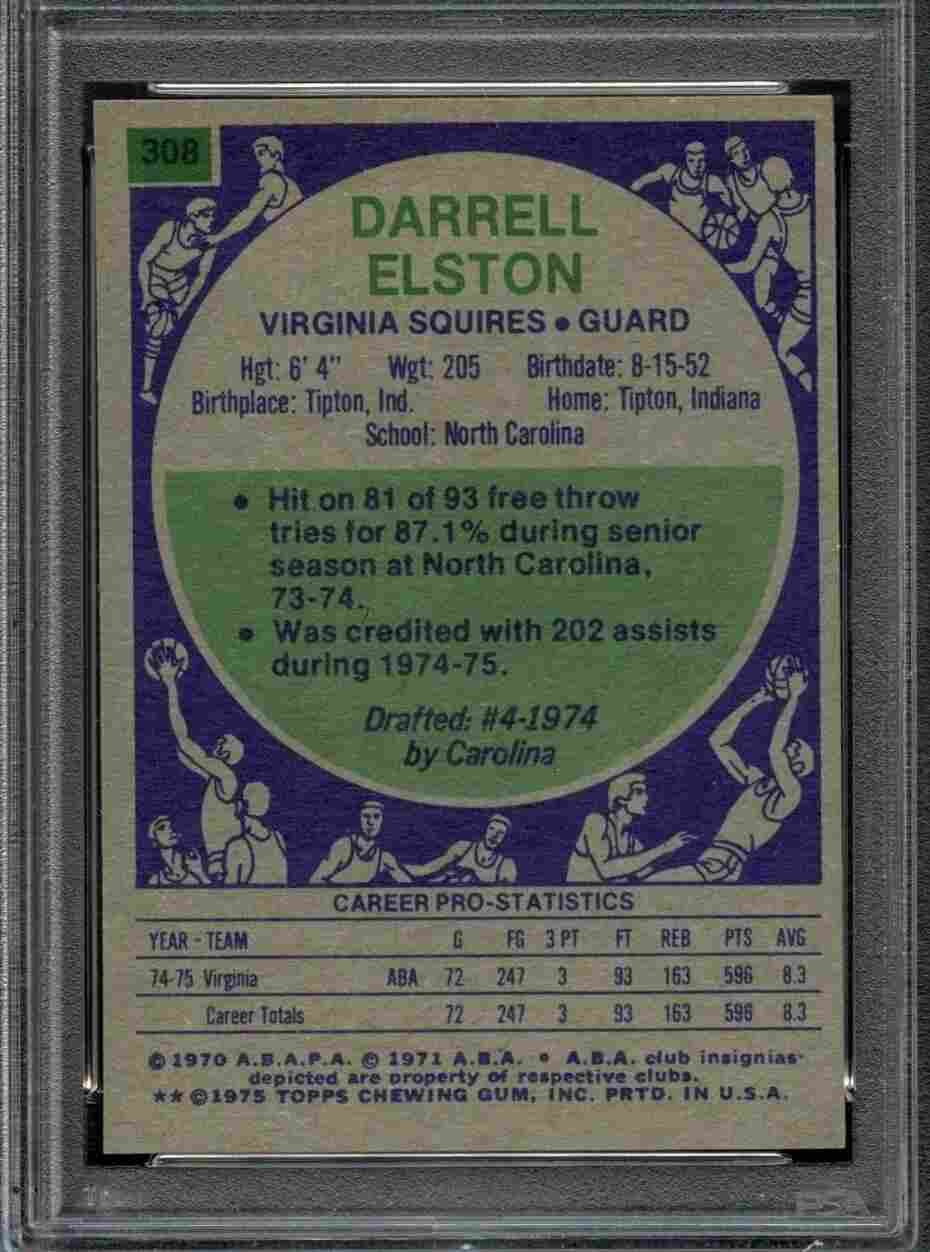 308
DARRELL
ELSTON
VIRGINIA SQUIRES • GUARD
Hgt: 6' 4" Wgt: 205 Birthdate: 8-15-52
Birthplace: Tipton, Ind. Home: Tipton, Indiana
School: North Carolina
• Hit on 81 of 93 free throw
tries for 87.1% during senior
season at North Carolina,
73-74.
• Was credited with 202 assists
during 1974-75.
Drafted: #4-1974
by Carolina
CAREER PRO-STATISTICS
YEAR - TEAM G FG 3 PT FT REB PTS AVG
74-75 Virginia ABA 72 247 3 93 163 596 8.3
Career Totals 72 247 3 93 163 596 8.3
© 1970 A.B.A.P.A. © 1971 A.B.A. • A.B.A. club insignias
depicted are property of respective clubs.
**©1975 TOPPS CHEWING GUM, INC. PRTD. IN U.S.A.
PSA